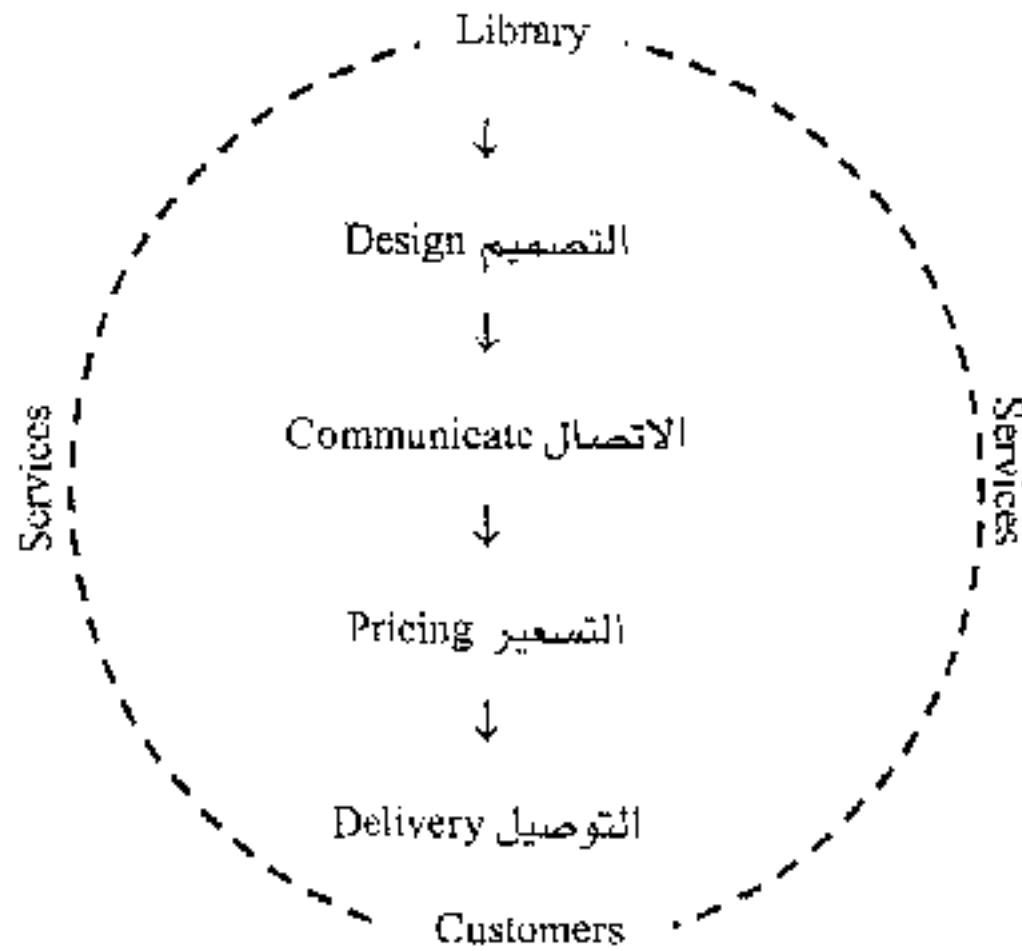 Library
↓
Design التصميم
↓
Communicate الاتصال
↓
Services
Services
Pricing التسعير
↓
Delivery التوصيل
Customers